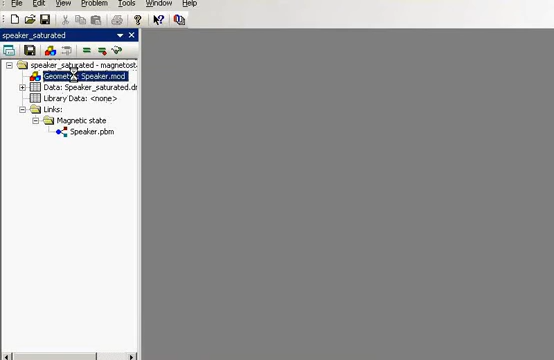 File Edit View Problem Tools Window Help
speaker_saturated
speaker_saturated - magnetost
Geometry: Speaker.mod
Data: Speaker_saturated.d
Library Data: <none>
Links:
Magnetic state
Speaker.pbm